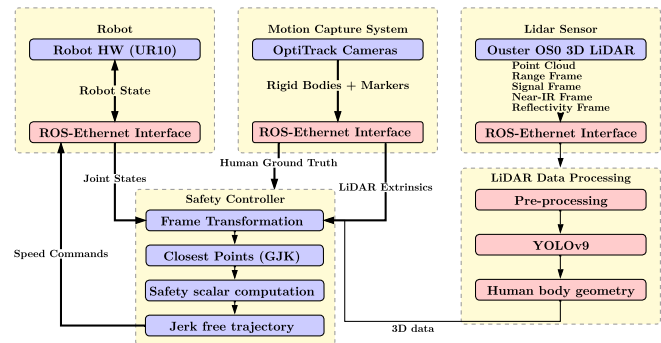 Robot
Robot HW (UR10)
Robot State
ROS-Ethernet Interface
Motion Capture System
OptiTrack Cameras
Rigid Bodies + Markers
ROS-Ethernet Interface
Lidar Sensor
Ouster OS0 3D LiDAR
Point Cloud
Range Frame
Signal Frame
Near-IR Frame
Reflectivity Frame
ROS-Ethernet Interface
Joint States
Human Ground Truth
LiDAR Extrinsics
Speed Commands
Safety Controller
Frame Transformation
Closest Points (GJK)
Safety scalar computation
Jerk free trajectory
LiDAR Data Processing
Pre-processing
YOLOv9
Human body geometry
3D data